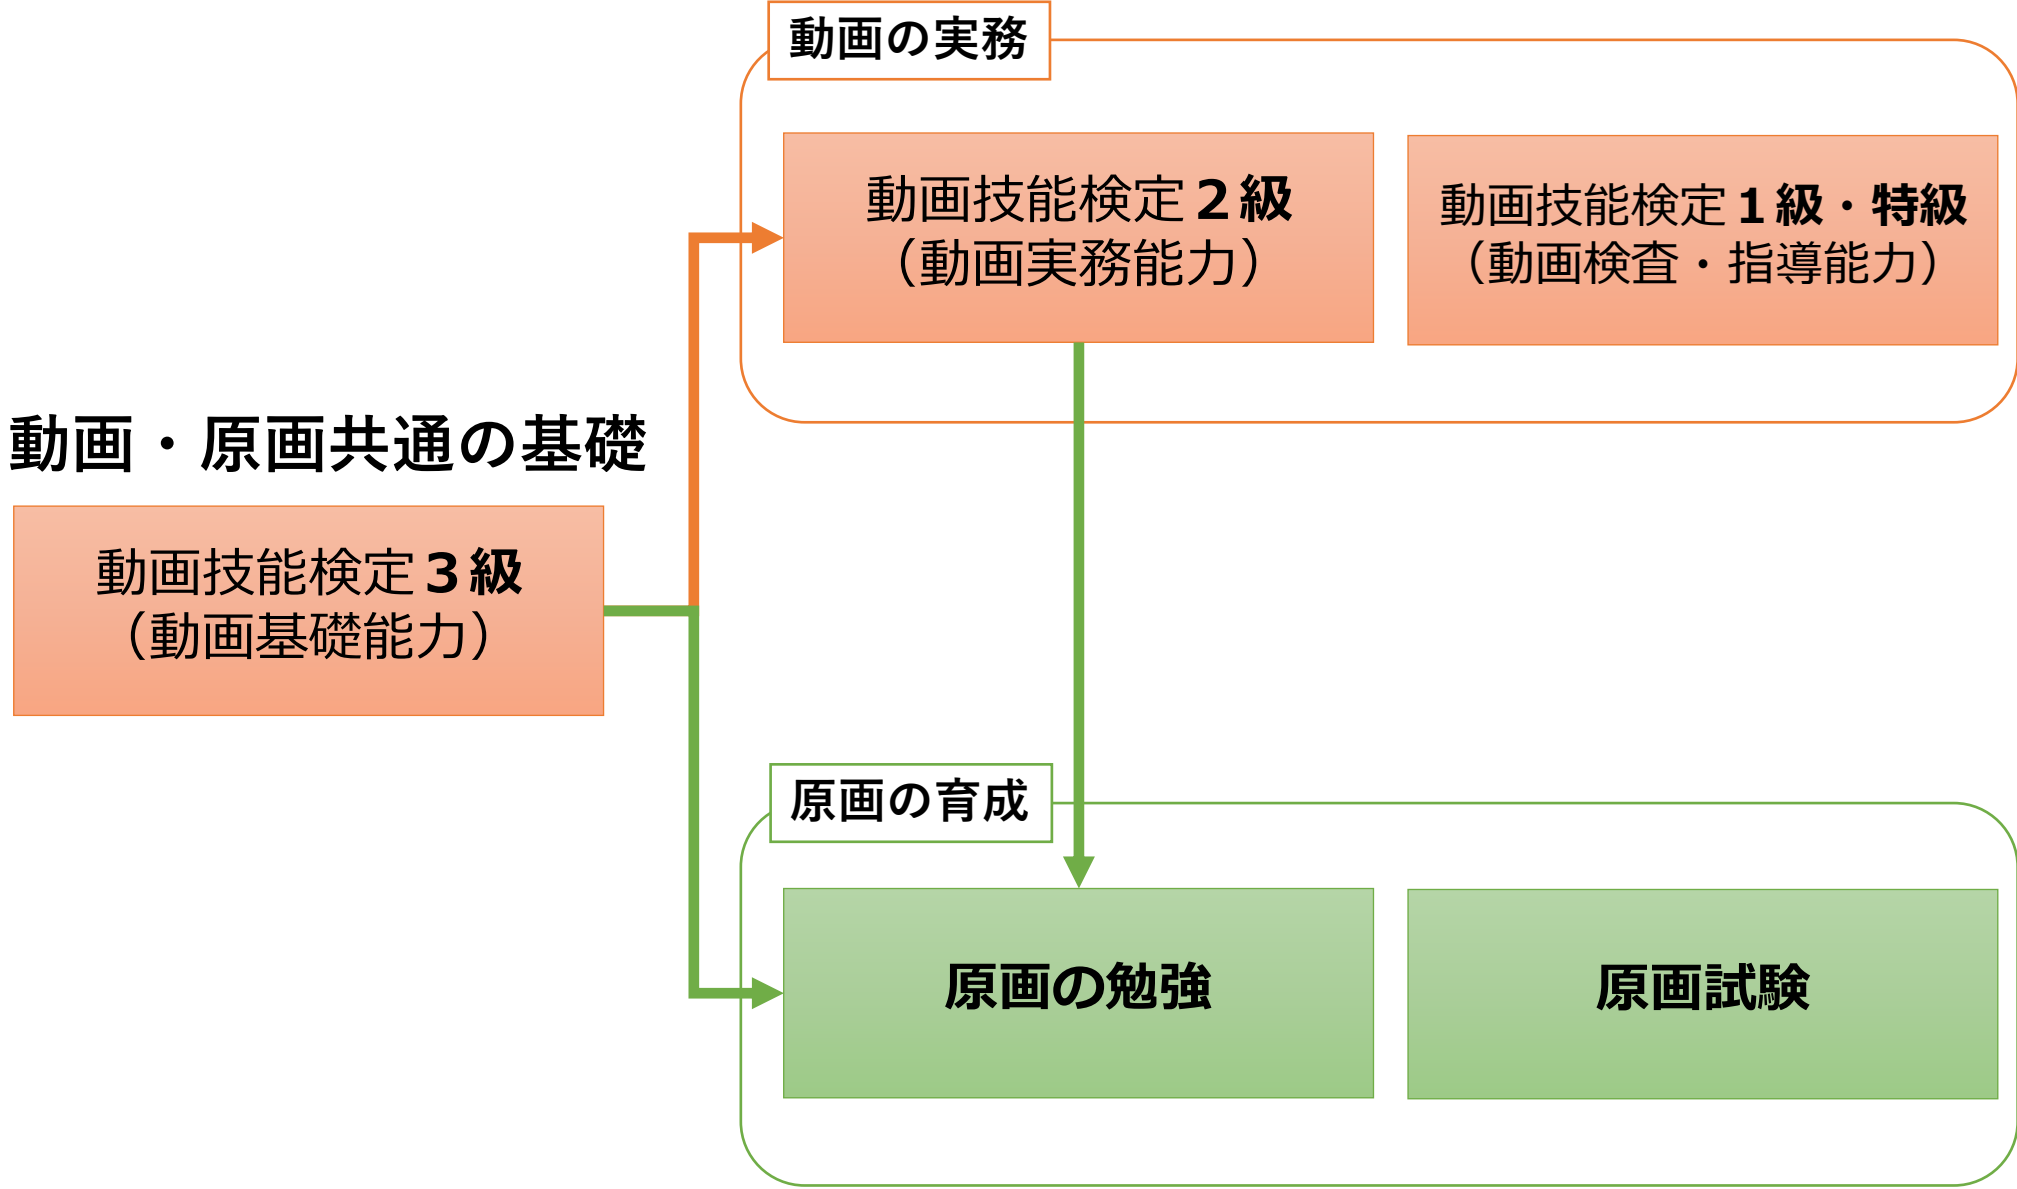 動画の実務
動画技能検定２級
（動画実務能力）
動画技能検定１級・特級
（動画検査・指導能力）
動画・原画共通の基礎
動画技能検定３級
（動画基礎能力）
原画の育成
原画の勉強
原画試験